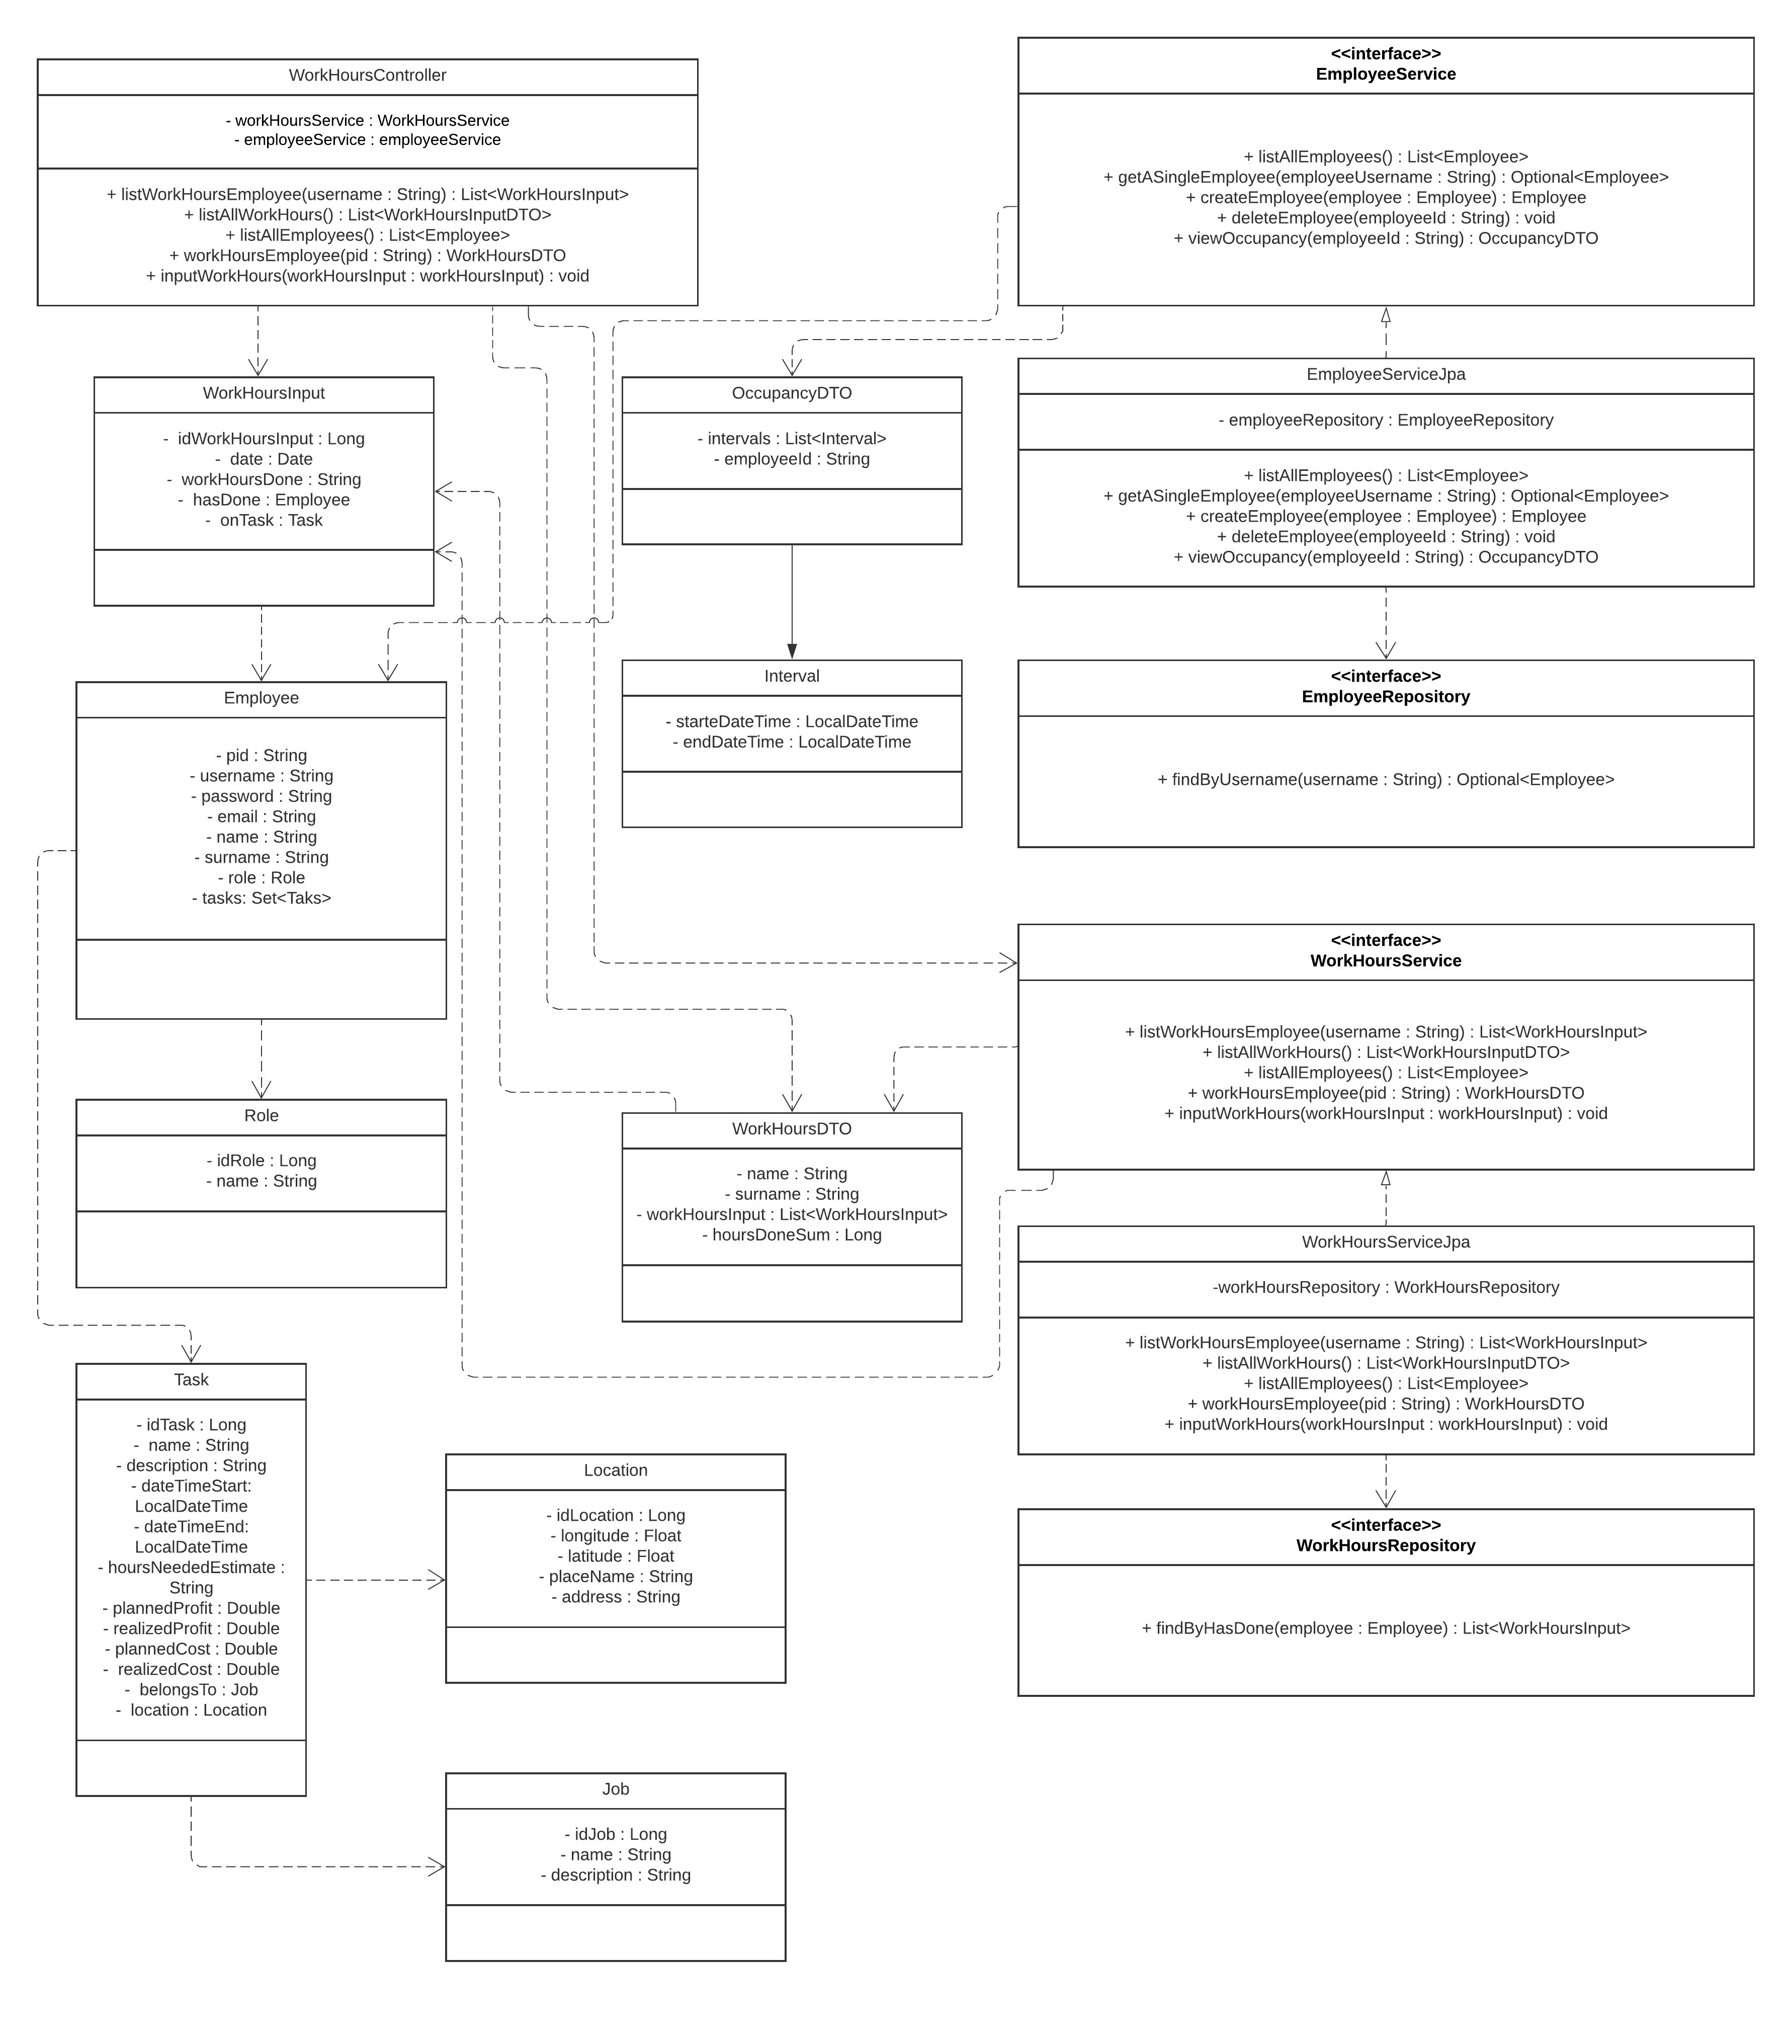 WorkHoursController
- workHoursService : WorkHoursService
- employeeService : employeeService
+ listWorkHoursEmployee(username : String) : List<WorkHoursInput>
+ listAllWorkHours() : List<WorkHoursInputDTO>
+ listAllEmployees() : List<Employee>
+ workHoursEmployee(pid : String) : WorkHoursDTO
+ inputWorkHours(workHoursInput : workHoursInput) : void
<<interface>>
EmployeeService
+ listAllEmployees() : List<Employee>
+ getASingleEmployee(employeeUsername : String) : Optional<Employee>
+ createEmployee(employee : Employee) : Employee
+ deleteEmployee(employeeId : String) : void
+ viewOccupancy(employeeId : String) : OccupancyDTO
WorkHoursInput
- idWorkHoursInput : Long
- date : Date
- workHoursDone : String
- hasDone : Employee
- onTask : Task
OccupancyDTO
- intervals : List<Interval>
- employeeId : String
EmployeeServiceJpa
- employeeRepository : EmployeeRepository
+ listAllEmployees() : List<Employee>
+ getASingleEmployee(employeeUsername : String) : Optional<Employee>
+ createEmployee(employee : Employee) : Employee
+ deleteEmployee(employeeId : String) : void
+ viewOccupancy(employeeId : String) : OccupancyDTO
Employee
- pid : String
- username : String
- password : String
- email : String
- name : String
- surname : String
- role : Role
- tasks: Set<Taks>
Interval
- starteDateTime : LocalDateTime
- endDateTime : LocalDateTime
<<interface>>
EmployeeRepository
+ findByUsername(username : String) : Optional<Employee>
<<interface>>
WorkHoursService
+ listWorkHoursEmployee(username : String) : List<WorkHoursInput>
+ listAllWorkHours() : List<WorkHoursInputDTO>
+ listAllEmployees() : List<Employee>
+ workHoursEmployee(pid : String) : WorkHoursDTO
+ inputWorkHours(workHoursInput : workHoursInput) : void
Role
- idRole : Long
- name : String
WorkHoursDTO
- name : String
- surname : String
- workHoursInput : List<WorkHoursInput>
- hoursDoneSum : Long
WorkHoursServiceJpa
-workHoursRepository : WorkHoursRepository
+ listWorkHoursEmployee(username : String) : List<WorkHoursInput>
+ listAllWorkHours() : List<WorkHoursInputDTO>
+ listAllEmployees() : List<Employee>
+ workHoursEmployee(pid : String) : WorkHoursDTO
+ inputWorkHours(workHoursInput : workHoursInput) : void
Task
- idTask : Long
- name : String
- description : String
- dateTimeStart:
LocalDateTime
- dateTimeEnd:
LocalDateTime
- hoursNeededEstimate :
String
- plannedProfit : Double
- realizedProfit : Double
- plannedCost : Double
- realizedCost : Double
- belongsTo : Job
- location : Location
Location
- idLocation : Long
- longitude : Float
- latitude : Float
- placeName : String
- address : String
<<interface>>
WorkHoursRepository
+ findByHasDone(employee : Employee) : List<WorkHoursInput>
Job
- idJob : Long
- name : String
- description : String